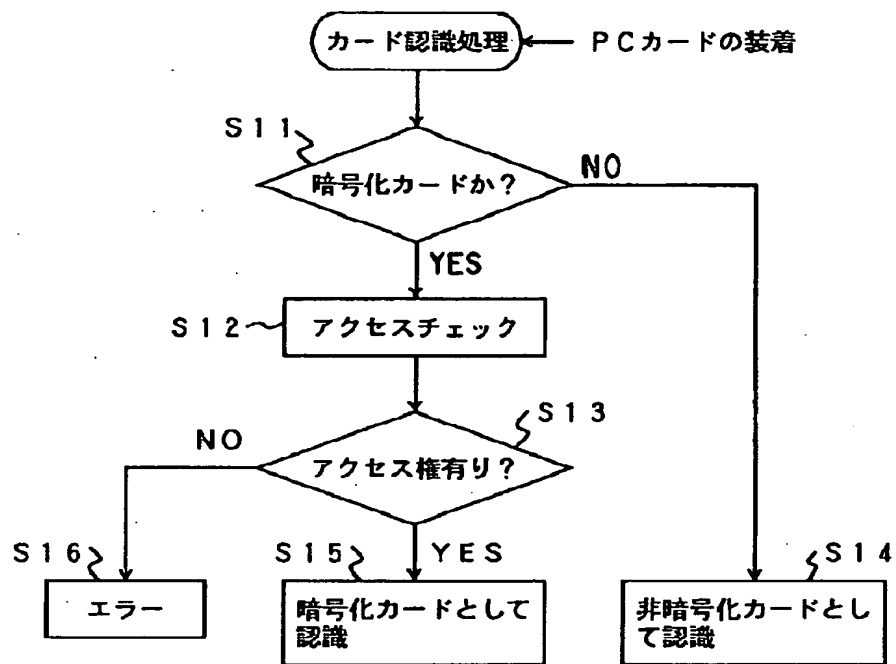 カード認識処理
PCカードの装着
S11
暗号化カードか?
NO
YES
S12
アクセスチェック
S13
NO
アクセス権有り?
S16
S15
YES
S14
エラー
暗号化カードとして
認識
非暗号化カードとし
て認識